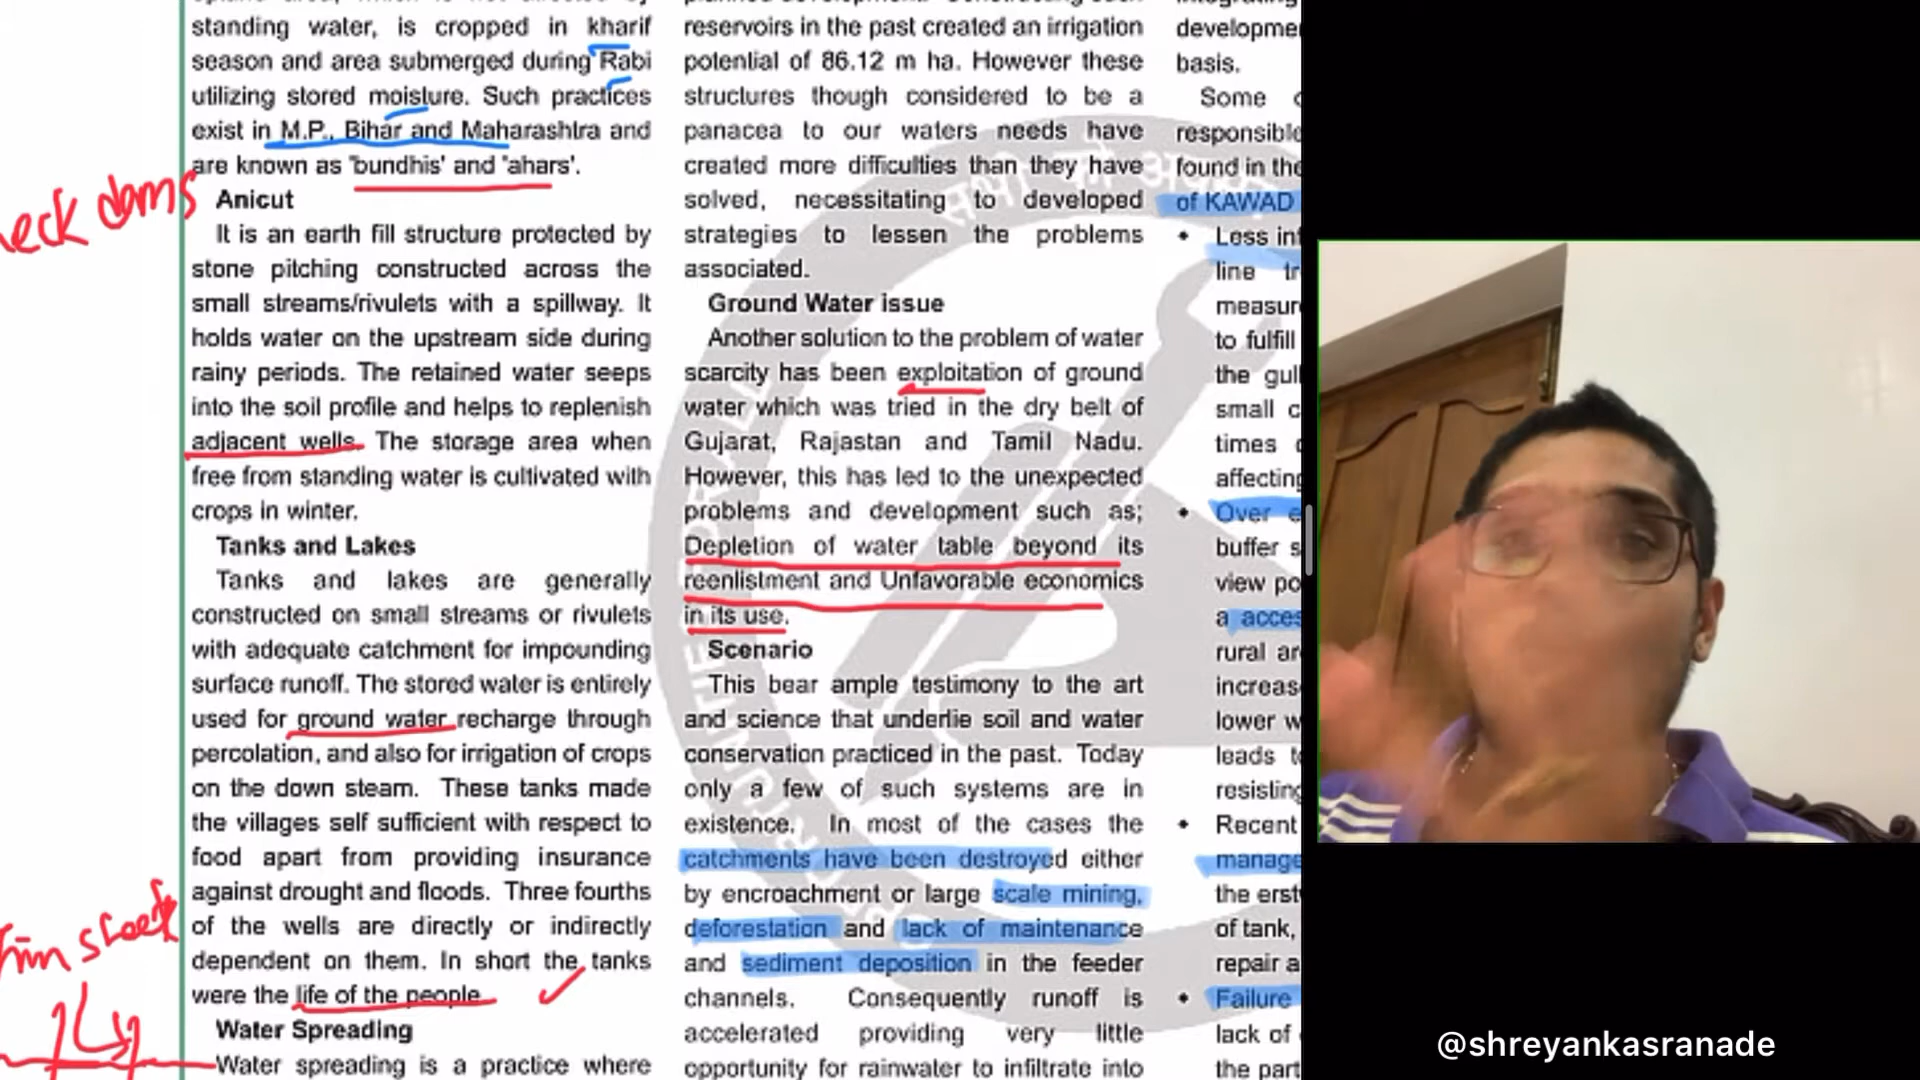 standing water, is cropped in kharif
season and area submerged during Rabi
utilizing stored moisture. Such practices
exist in M.P., Bihar and Maharashtra and
are known as 'bundhis' and 'ahars'.
Anicut
It is an earth fill structure protected by
stone pitching constructed across the
small streams/rivulets with a spillway. It
holds water on the upstream side during
rainy periods. The retained water seeps
into the soil profile and helps to replenish
adjacent wells. The storage area when
free from standing water is cultivated with
crops in winter.
Tanks and Lakes
Tanks and lakes are generally
constructed on small streams or rivulets
with adequate catchment for impounding
surface runoff. The stored water is entirely
used for ground water recharge through
percolation, and also for irrigation of crops
on the down steam. These tanks made
the villages self sufficient with respect to
food apart from providing insurance
against drought and floods. Three fourths
of the wells are directly or indirectly
dependent on them. In short the tanks
were the life of the people.
Water Spreading
Water spreading is a practice where
reservoirs in the past created an irrigation
potential of 86.12 m ha. However these
structures though considered to be a
panacea to our waters needs have
created more difficulties than they have
solved, necessitating to developed
strategies to lessen the problems
associated.
Ground Water issue
Another solution to the problem of water
scarcity has been exploitation of ground
water which was tried in the dry belt of
Gujarat, Rajastan and Tamil Nadu.
However, this has led to the unexpected
problems and development such as;
Depletion of water table beyond its
reenlistment and Unfavorable economics
in its use.
Scenario
This bear ample testimony to the art
and science that underlie soil and water
conservation practiced in the past. Today
only a few of such systems are in
existence. In most of the cases the
catchments have been destroyed either
by encroachment or large scale mining,
deforestation and lack of maintenance
and sediment deposition in the feeder
channels. Consequently runoff is
accelerated providing very little
opportunity for rainwater to infiltrate into
basis.
Some
responsible
found in the
of KAWAD
• Less
line
to fulfill
the
small
times
affecting
• Over
buffer
view
a
rural
increas
lower
leads
resisting
• Recent
manage
the
of tank,
repair
• Failure
lack of
the part
dams
@shreyankasranade